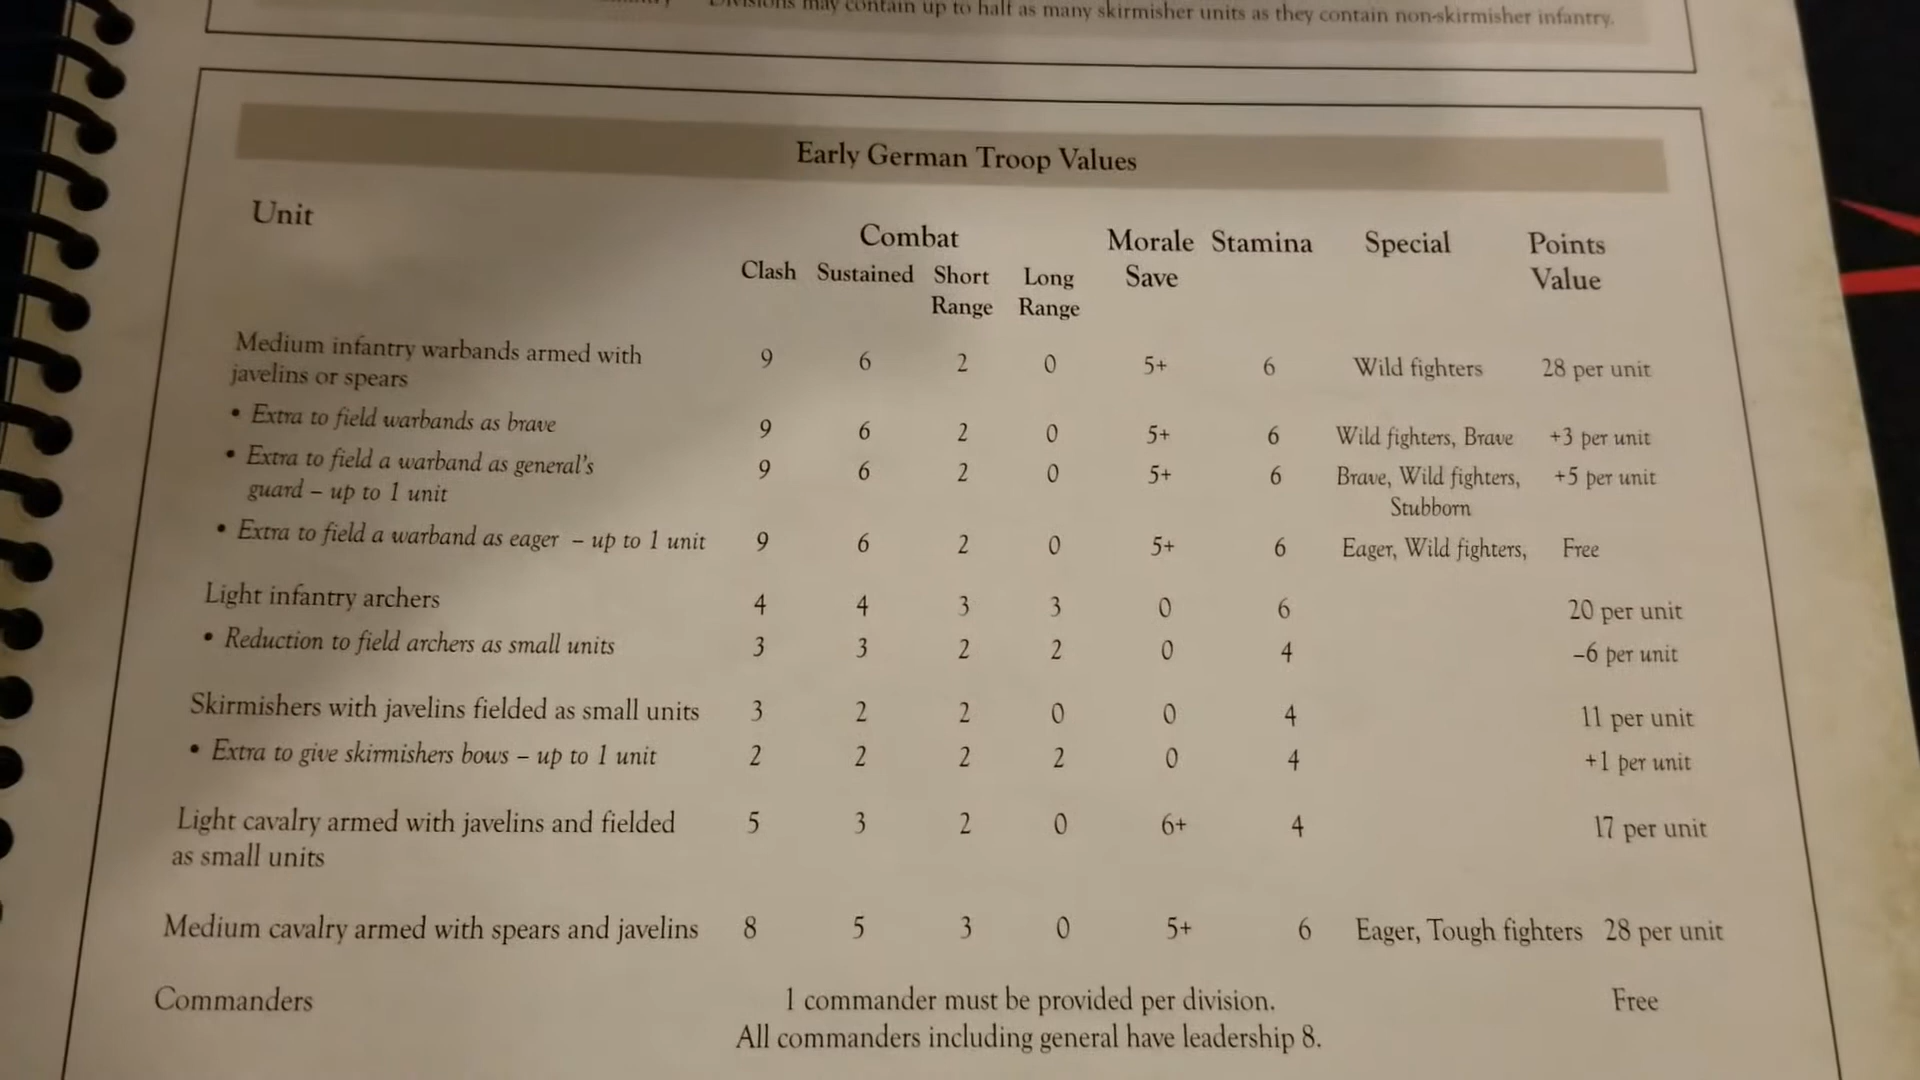 Divisions may contain up to half as many skirmisher units as they contain non-skirmisher infantry.
Early German Troop Values
Unit
Combat
Morale Save
Stamina
Special
Points Value
Clash Sustained Short Range Long Range
Medium infantry warbands armed with
javelins or spears 9 6 2 0 5+ 6 Wild fighters 28 per unit
• Extra to field warbands as brave 9 6 2 0 5+ 6 Wild fighters, Brave +3 per unit
• Extra to field a warband as general's 9 6 2 0 5+ 6 Brave, Wild fighters, +5 per unit
guard – up to 1 unit Stubborn
• Extra to field a warband as eager – up to 1 unit 9 6 2 0 5+ 6 Eager, Wild fighters, Free
Light infantry archers 4 4 3 3 0 6 20 per unit
• Reduction to field archers as small units 3 3 2 2 0 4 –6 per unit
Skirmishers with javelins fielded as small units 3 2 2 0 0 4 11 per unit
• Extra to give skirmishers bows – up to 1 unit 2 2 2 2 0 4 +1 per unit
Light cavalry armed with javelins and fielded 5 3 2 0 6+ 4 17 per unit
as small units
Medium cavalry armed with spears and javelins 8 5 3 0 5+ 6 Eager, Tough fighters 28 per unit
Commanders 1 commander must be provided per division. Free
All commanders including general have leadership 8.